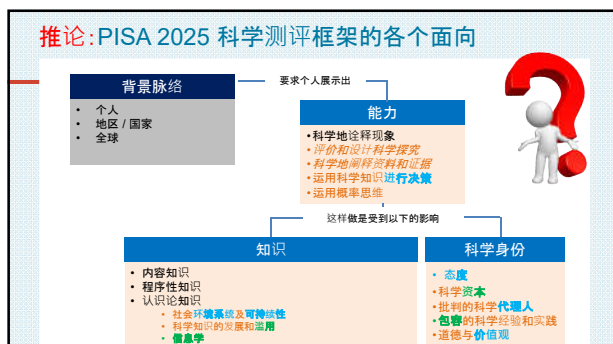 推论:PISA 2025 科学测评框架的各个面向
背景脉络
• 个人
• 地区 / 国家
• 全球
要求个人展示出
能力
•科学地诠释现象
•评价和设计科学探究
•科学地阐释资料和证据
•运用科学知识进行决策
•运用概率思维
这样做是受到以下的影响
知识
• 内容知识
• 程序性知识
• 认识论知识
• 社会环境系统及可持续性
• 科学知识的发展和滥用
• 信息学
科学身份
• 态度
•科学资本
•批判的科学代理人
•包容的科学经验和实践
•道德与价值观